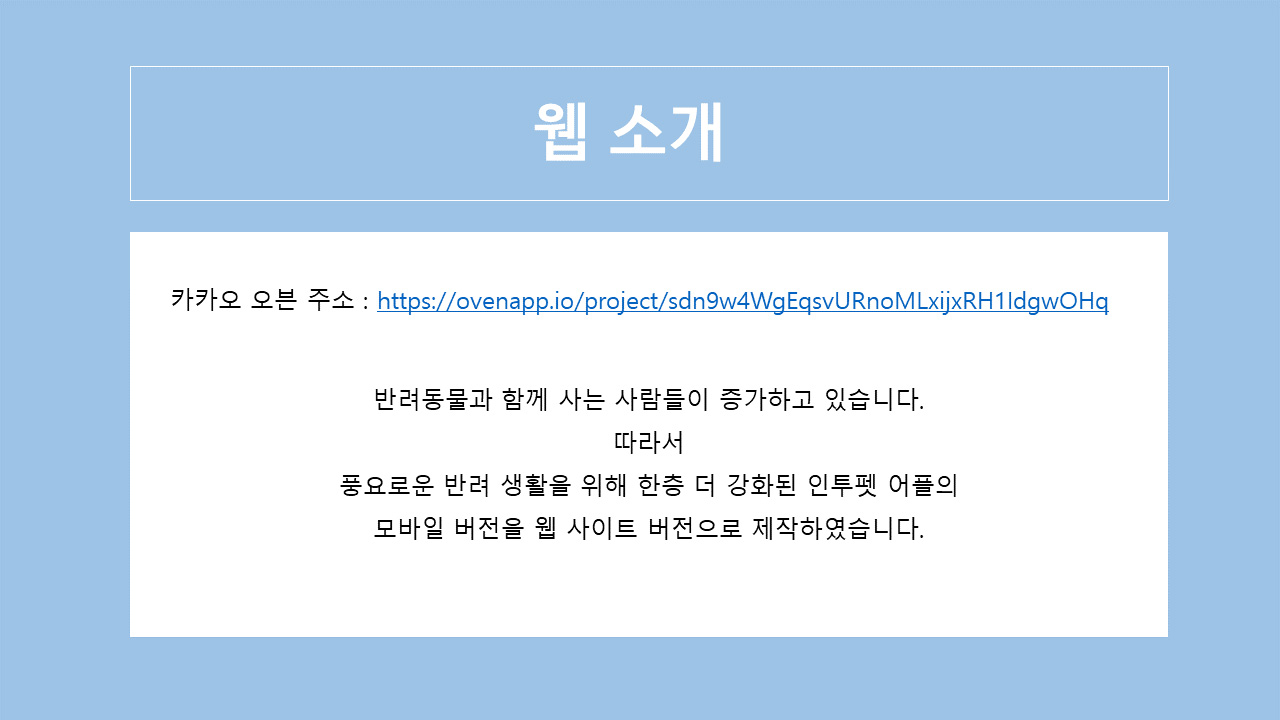 웹 소개
카카오 오븐 주소 : https://ovenapp.io/project/sdn9w4WgEqsvURnoMLxijxRH1IdgwOHq
반려동물과 함께 사는 사람들이 증가하고 있습니다.
따라서
풍요로운 반려 생활을 위해 한층 더 강화된 인투펫 어플의
모바일 버전을 웹 사이트 버전으로 제작하였습니다.